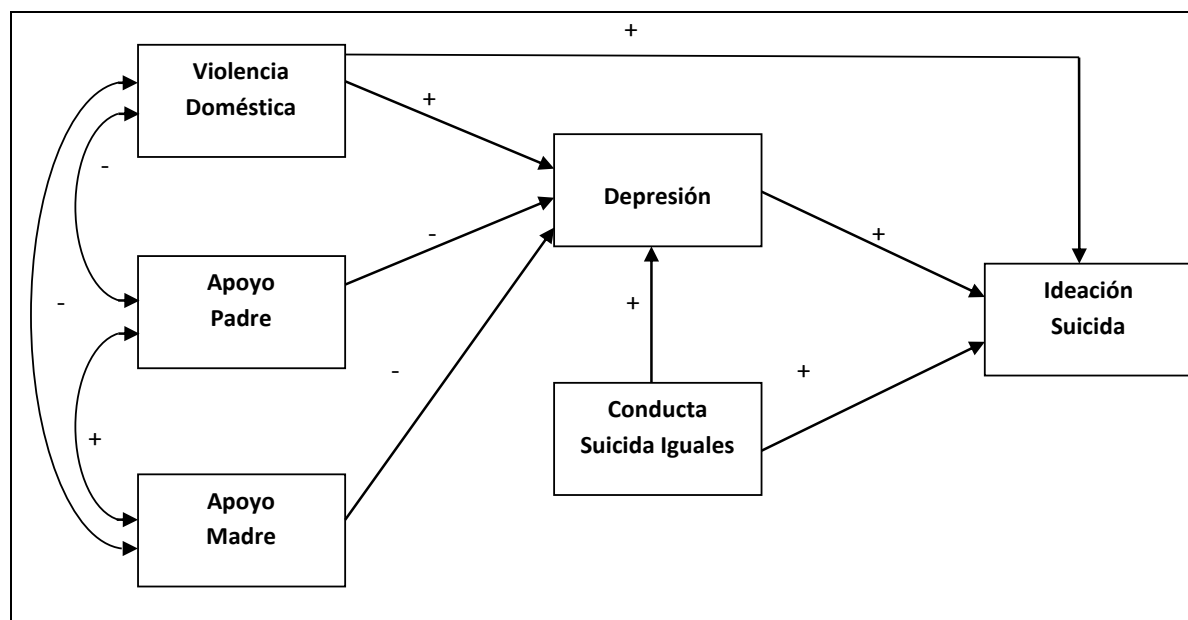 +
Violencia
Doméstica
+
-
Depresión
-
+
Apoyo
Padre
-
Ideación
Suicida
+
-
+
Conducta
Suicida Iguales
+
Apoyo
Madre